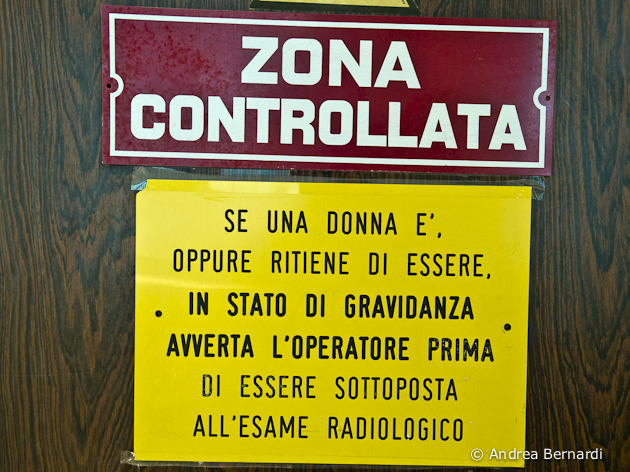 ZONA
CONTROLLATA
SE UNA DONNA E',
OPPURE RITIENE DI ESSERE,
IN STATO DI GRAVIDANZA
AVVERTA L'OPERATORE PRIMA
DI ESSERE SOTTOPOSTA
ALL'ESAME RADIOLOGICO
© Andrea Bernardi